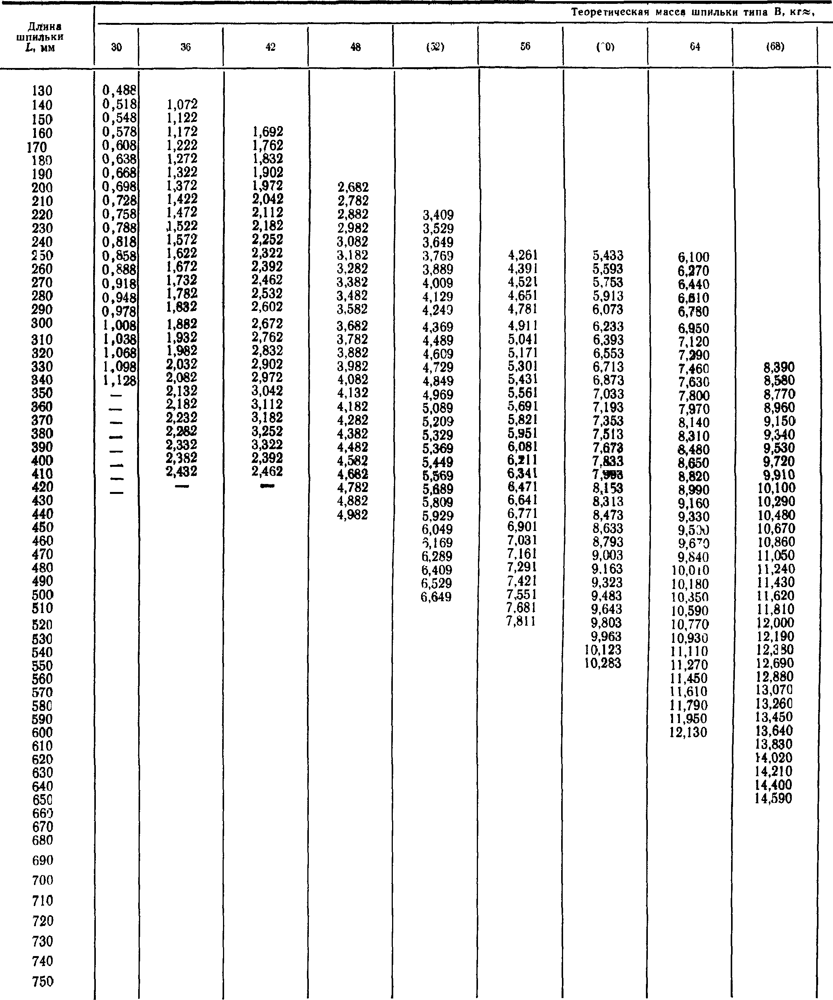 Теоретическая масса шпильки типа В, кг≈,
Длина
шпильки
L, мм
30 36 42 48 (52) 56 64 (68)
130 0,488
140 0,518 1,072
150 0,548 1,122
160 0,578 1,172 1,692
170 0,608 1,222 1,762
180 0,638 1,272 1,832
190 0,668 1,322 1,902
200 0,698 1,372 1,972 2,682
210 0,728 1,422 2,042 2,782
220 0,758 1,472 2,112 2,882 3,409
230 0,788 1,522 2,182 2,982 3,529
240 0,818 1,572 2,252 3,082 3,649
250 0,858 1,622 2,322 3,182 3,769 4,261 5,433 6,100
260 0,888 1,672 2,392 3,282 3,889 4,391 5,593 6,270
270 0,918 1,732 2,462 3,382 4,009 4,521 5,753 6,440
280 0,948 1,782 2,532 3,482 4,129 4,651 5,913 6,610
290 0,978 1,832 2,602 3,582 4,249 4,781 6,073 6,780
300 1,008 1,882 2,672 3,682 4,369 4,911 6,233 6,950
310 1,038 1,932 2,762 3,782 4,489 5,041 6,393 7,120
320 1,068 1,982 2,832 3,882 4,609 5,171 6,553 7,290
330 1,098 2,032 2,902 3,982 4,729 5,301 6,713 7,460 8,390
340 1,128 2,082 2,972 4,082 4,849 5,431 6,873 7,630 8,580
350 — 2,132 3,042 4,132 4,969 5,561 7,033 7,800 8,770
360 — 2,182 3,112 4,182 5,089 5,691 7,193 7,970 8,960
370 — 2,232 3,182 4,282 5,209 5,821 7,353 8,140 9,150
380 — 2,282 3,252 4,382 5,329 5,951 7,513 8,310 9,340
390 — 2,332 3,322 4,482 5,369 6,081 7,673 8,480 9,530
400 — 2,382 2,392 4,582 5,449 6,211 7,833 8,650 9,720
410 — 2,432 2,462 4,682 5,569 6,341 7,993 8,820 9,910
420 — — — 4,782 5,689 6,471 8,153 8,990 10,100
430 4,882 5,809 6,641 8,313 9,160 10,290
440 4,982 5,929 6,771 8,473 9,330 10,480
450 6,049 6,901 8,633 9,500 10,670
460 6,169 7,031 8,793 9,670 10,860
470 6,289 7,161 9,003 9,840 11,050
480 6,409 7,291 9.163 10,010 11,240
490 6,529 7,421 9,323 10,180 11,430
500 6,649 7,551 9,483 10,350 11,620
510 7,681 9,643 10,590 11,810
520 7,811 9,803 10,770 12,000
530 9,963 10,930 12,190
540 10,123 11,110 12,380
550 10,283 11,270 12,690
560 11,450 12,880
570 11,610 13,070
580 11,790 13,260
590 11,950 13,450
600 12,130 13,640
610 13,830
620 14,020
630 14,210
640 14,400
650 14,590
660
670
680
690
700
710
720
730
740
750